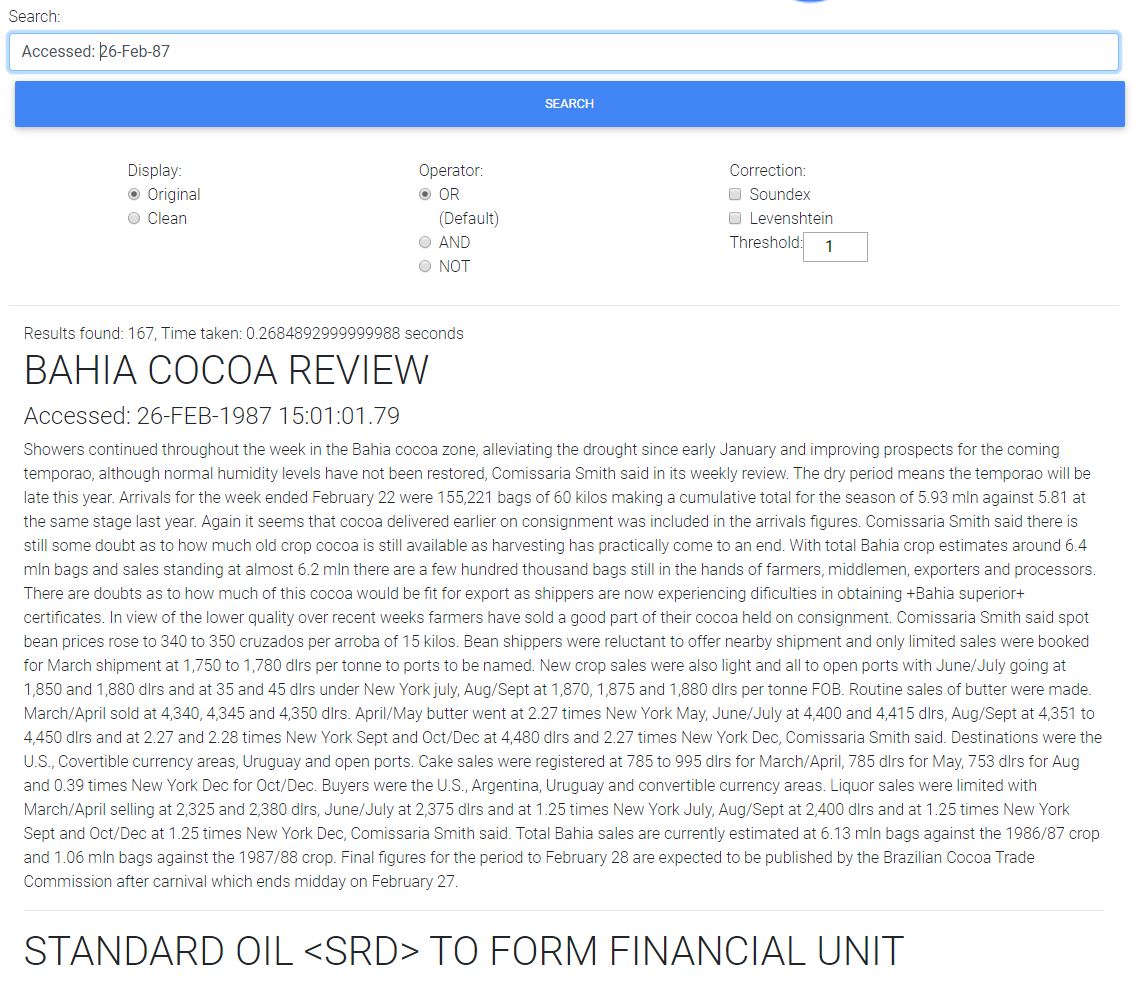 Search:
Accessed: 26-Feb-87
SEARCH
Display:
Original
Clean
Operator:
OR
(Default)
AND
NOT
Correction:
Soundex
Levenshtein
Threshold: 1
Results found: 167, Time taken: 0.2684892999999988 seconds
BAHIA COCOA REVIEW
Accessed: 26-FEB-1987 15:01:01.79
Showers continued throughout the week in the Bahia cocoa zone, alleviating the drought since early January and improving prospects for the coming
temporao, although normal humidity levels have not been restored, Comissaria Smith said in its weekly review. The dry period means the temporao will be
late this year. Arrivals for the week ended February 22 were 155,221 bags of 60 kilos making a cumulative total for the season of 5.93 mln against 5.81 at
the same stage last year. Again it seems that cocoa delivered earlier on consignment was included in the arrivals figures. Comissaria Smith said there is
still some doubt as to how much old crop cocoa is still available as harvesting has practically come to an end. With total Bahia crop estimates around 6.4
mln bags and sales standing at almost 6.2 mln there are a few hundred thousand bags still in the hands of farmers, middlemen, exporters and processors.
There are doubts as to how much of this cocoa would be fit for export as shippers are now experiencing dificulties in obtaining +Bahia superior+
certificates. In view of the lower quality over recent weeks farmers have sold a good part of their cocoa held on consignment. Comissaria Smith said spot
bean prices rose to 340 to 350 cruzados per arroba of 15 kilos. Bean shippers were reluctant to offer nearby shipment and only limited sales were booked
for March shipment at 1,750 to 1,780 dlrs per tonne to ports to be named. New crop sales were also light and all to open ports with June/July going at
1,850 and 1,880 dlrs and at 35 and 45 dlrs under New York july, Aug/Sept at 1,870, 1,875 and 1,880 dlrs per tonne FOB. Routine sales of butter were made.
March/April sold at 4,340, 4,345 and 4,350 dlrs. April/May butter went at 2.27 times New York May, June/July at 4,400 and 4,415 dlrs, Aug/Sept at 4,351 to
4,450 dlrs and at 2.27 and 2.28 times New York Sept and Oct/Dec at 4,480 dlrs and 2.27 times New York Dec, Comissaria Smith said. Destinations were the
U.S., Covertible currency areas, Uruguay and open ports. Cake sales were registered at 785 to 995 dlrs for March/April, 785 dlrs for May, 753 dlrs for Aug
and 0.39 times New York Dec for Oct/Dec. Buyers were the U.S., Argentina, Uruguay and convertible currency areas. Liquor sales were limited with
March/April selling at 2,325 and 2,380 dlrs, June/July at 2,375 dlrs and at 1.25 times New York July, Aug/Sept at 2,400 dlrs and at 1.25 times New York
Sept and Oct/Dec at 1.25 times New York Dec, Comissaria Smith said. Total Bahia sales are currently estimated at 6.13 mln bags against the 1986/87 crop
and 1.06 mln bags against the 1987/88 crop. Final figures for the period to February 28 are expected to be published by the Brazilian Cocoa Trade
Commission after carnival which ends midday on February 27.
STANDARD OIL <SRD> TO FORM FINANCIAL UNIT